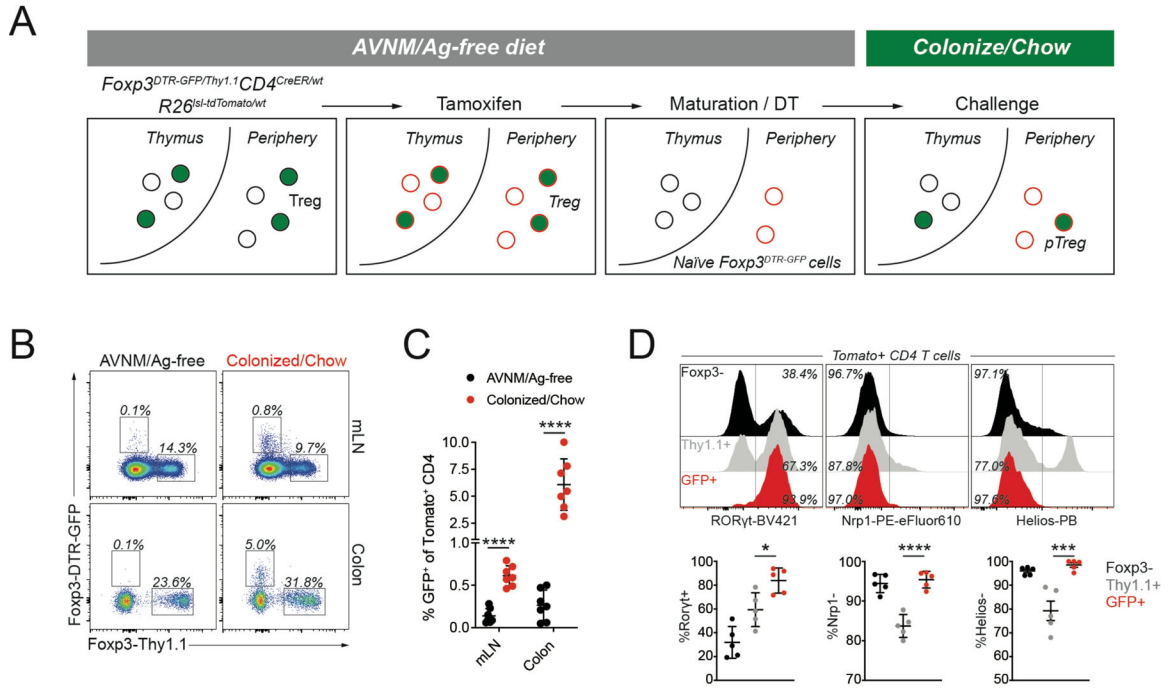 A
AVNM/Ag-free diet
Colonize/Chow
Foxp3DTR-GFP/Thy1.1CD4CreER/wt
R26lsl-tdTomato/wt
Tamoxifen
Maturation / DT
Challenge
Thymus
Periphery
Treg
Thymus
Periphery
Treg
Thymus
Periphery
Naïve Foxp3DTR-GFP cells
Thymus
Periphery
pTreg
B
AVNM/Ag-free
Colonized/Chow
0.1%
14.3%
0.8%
9.7%
mLN
0.1%
23.6%
5.0%
31.8%
Colon
Foxp3-DTR-GFP
Foxp3-Thy1.1
C
AVNM/Ag-free
Colonized/Chow
% GFP+ of Tomato+ CD4
10.0
7.5
5.0
2.5
1.0
0.5
0.0
****
****
mLN
Colon
D
Tomato+ CD4 T cells
Foxp3-
38.4%
96.7%
97.1%
Thy1.1+
67.3%
87.8%
77.0%
GFP+
93.9%
97.0%
97.6%
RORγt-BV421
Nrp1-PE-eFluor610
Helios-PB
%Rorγt+
100
80
60
40
20
0
*
%Nrp1-
100
90
80
70
****
%Helios-
100
90
80
70
60
50
***
Foxp3-
Thy1.1+
GFP+